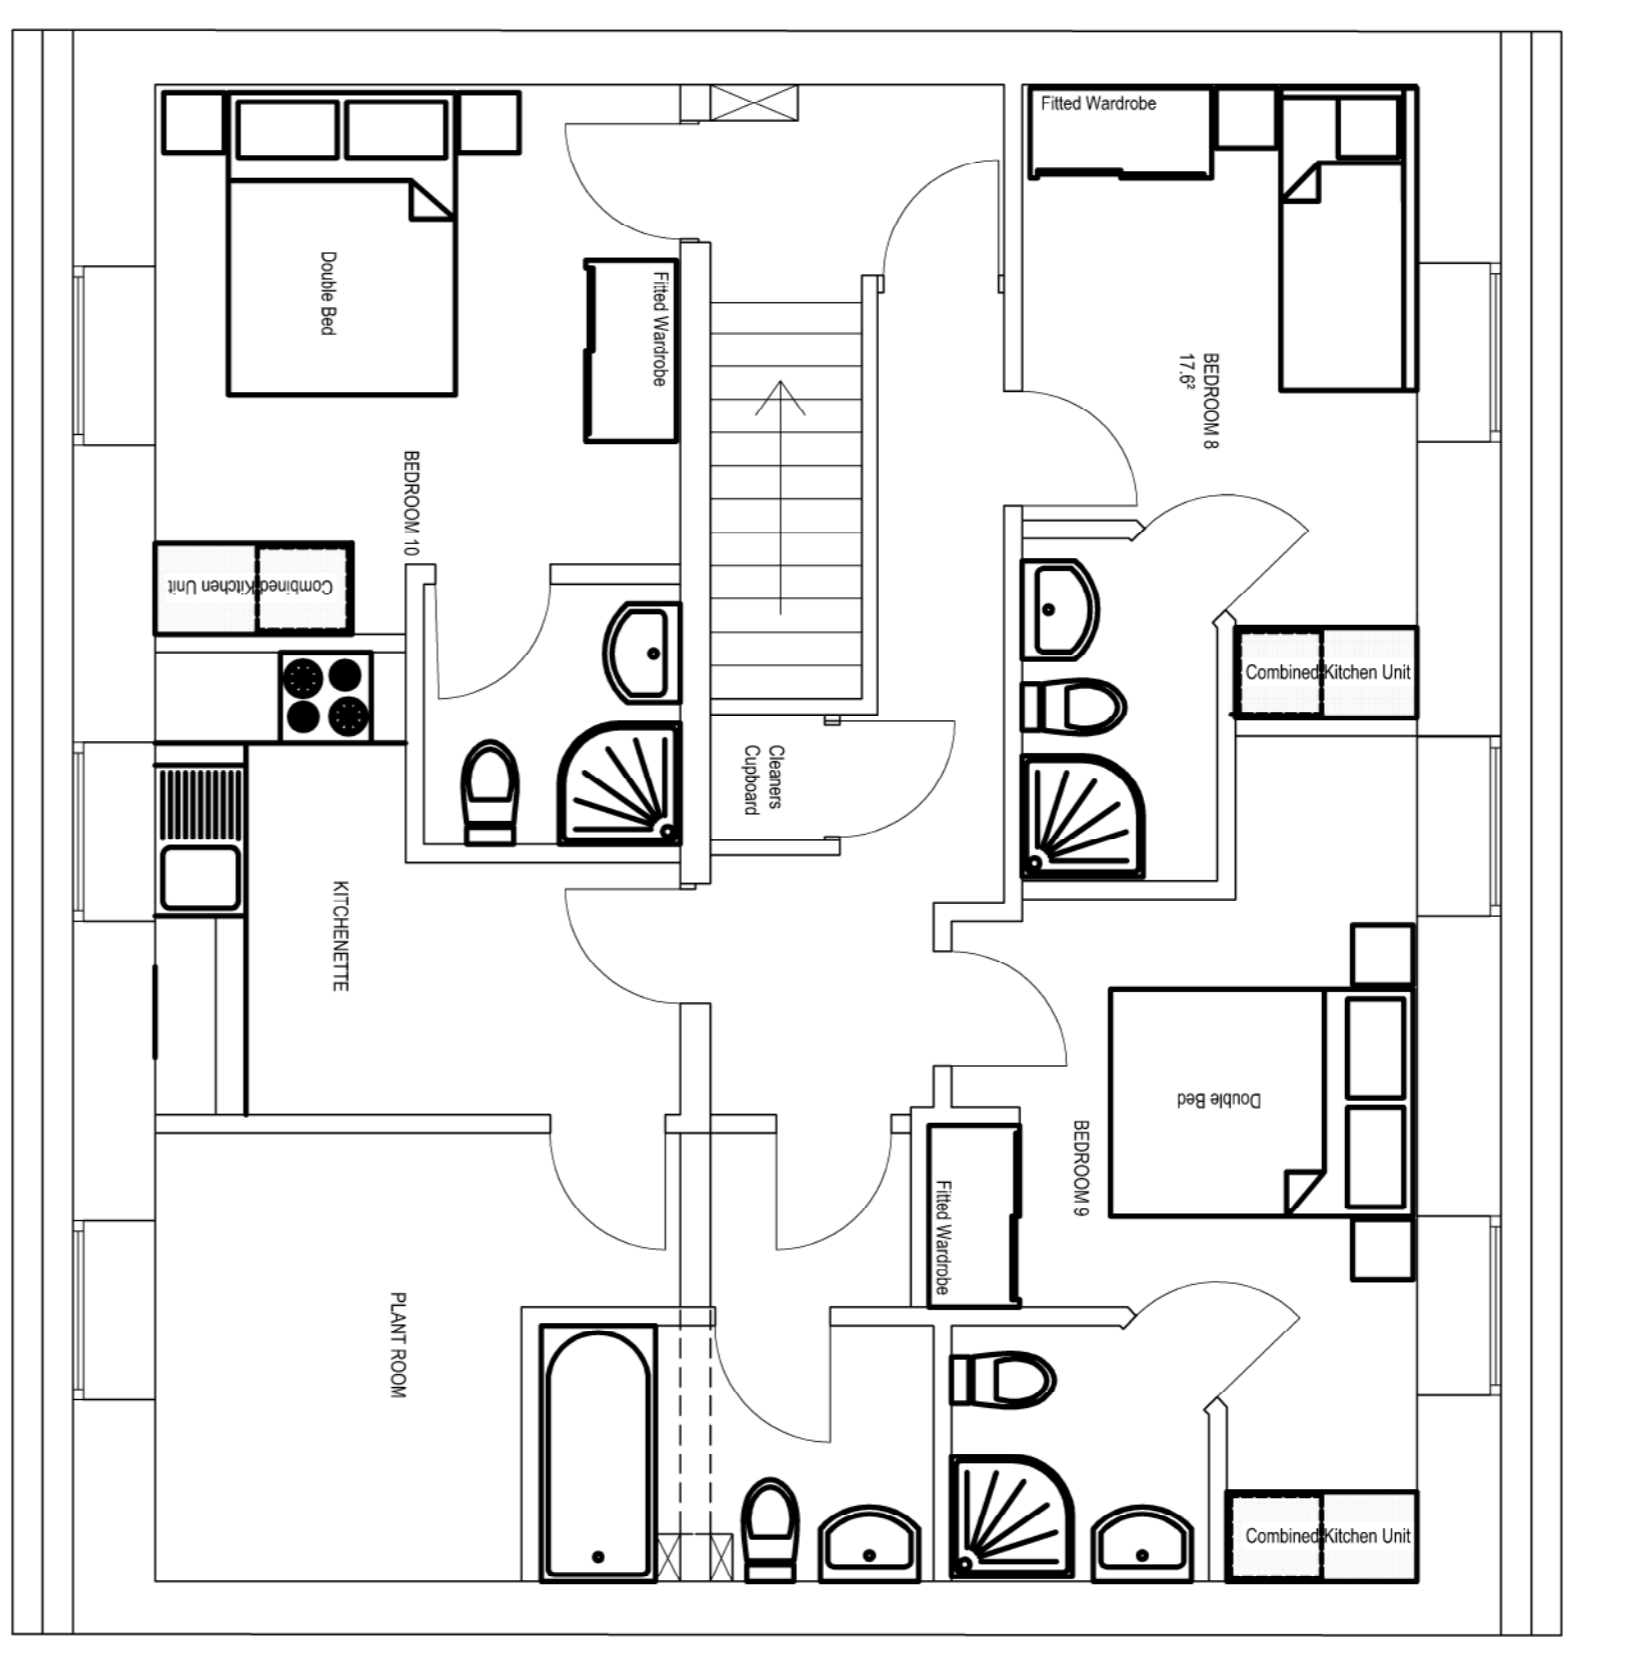 Fitted Wardrobe
Double Bed
Fitted Wardrobe
BEDROOM 8
17.6²
BEDROOM 10
Combined Kitchen Unit
Combined Kitchen Unit
Cleaners
Cupboard
KITCHENETTE
Double Bed
BEDROOM 9
Fitted Wardrobe
PLANT ROOM
Combined Kitchen Unit